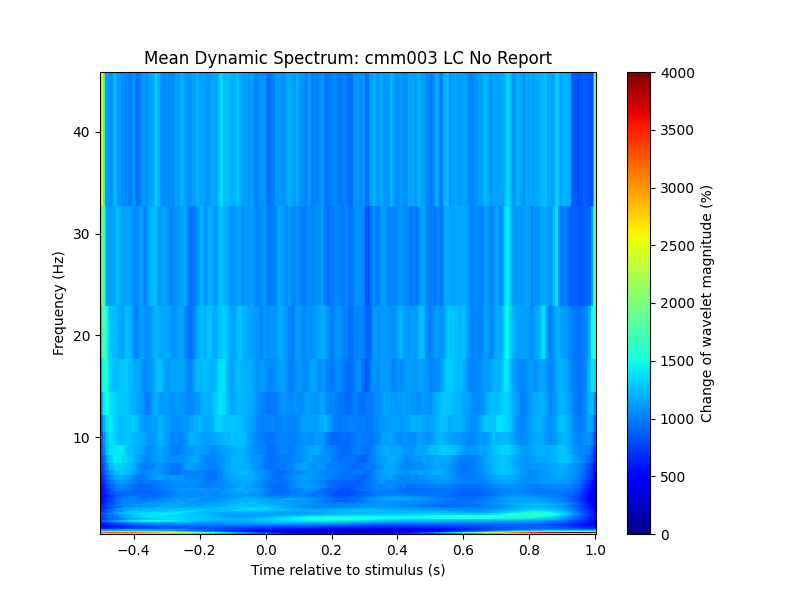 Mean Dynamic Spectrum: cmm003 LC No Report
Frequency (Hz)
40
30
20
10
−0.4 −0.2 0.0 0.2 0.4 0.6 0.8 1.0
Time relative to stimulus (s)
4000
3500
3000
2500
2000
1500
1000
500
0
Change of wavelet magnitude (%)